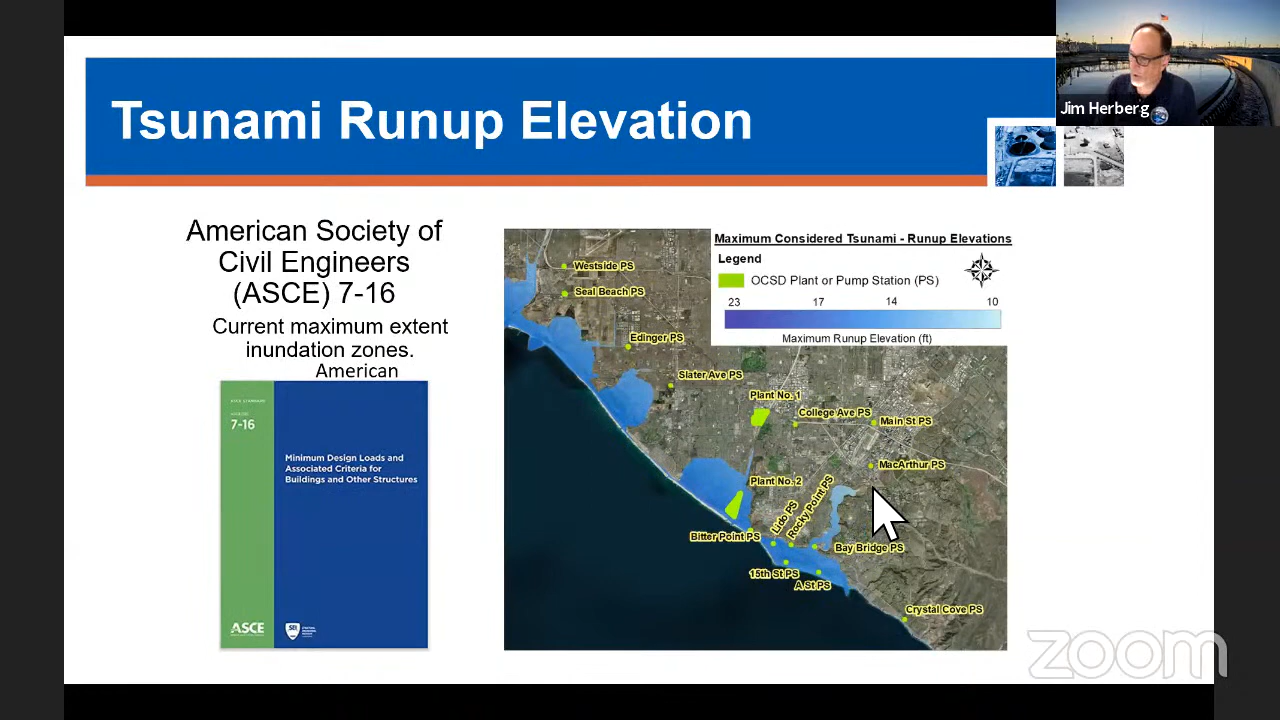 Tsunami Runup Elevation
Jim Herberg
American Society of
Civil Engineers
(ASCE) 7-16
Current maximum extent
inundation zones.
American
7-16
Minimum Design Loads and
Associated Criteria for
Buildings and Other Structures
ASCE
SEI
Maximum Considered Tsunami - Runup Elevations
Legend
OCSD Plant or Pump Station (PS)
23 17 14 10
Maximum Runup Elevation (ft)
Westside PS
Seal Beach PS
Edinger PS
Slater Ave PS
Plant No. 1
College Ave PS
Main St PS
MacArthur PS
Plant No. 2
Lido PS
Rocky Point PS
Bitter Point PS
Bay Bridge PS
15th St PS
A St PS
Crystal Cove PS
zoom